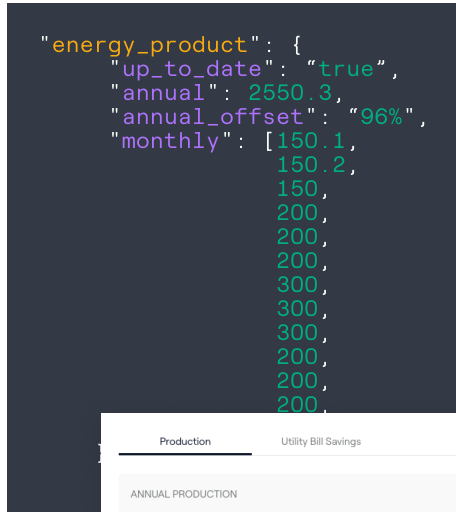 "energy_product": {
"up_to_date": “true”,
"annual": 2550.3,
"annual_offset": “96%",
"monthly": [150.1,
150.2,
150,
200,
200,
200,
300,
300,
300,
200,
200,
200,
Production Utility Bill Savings
ANNUAL PRODUCTION